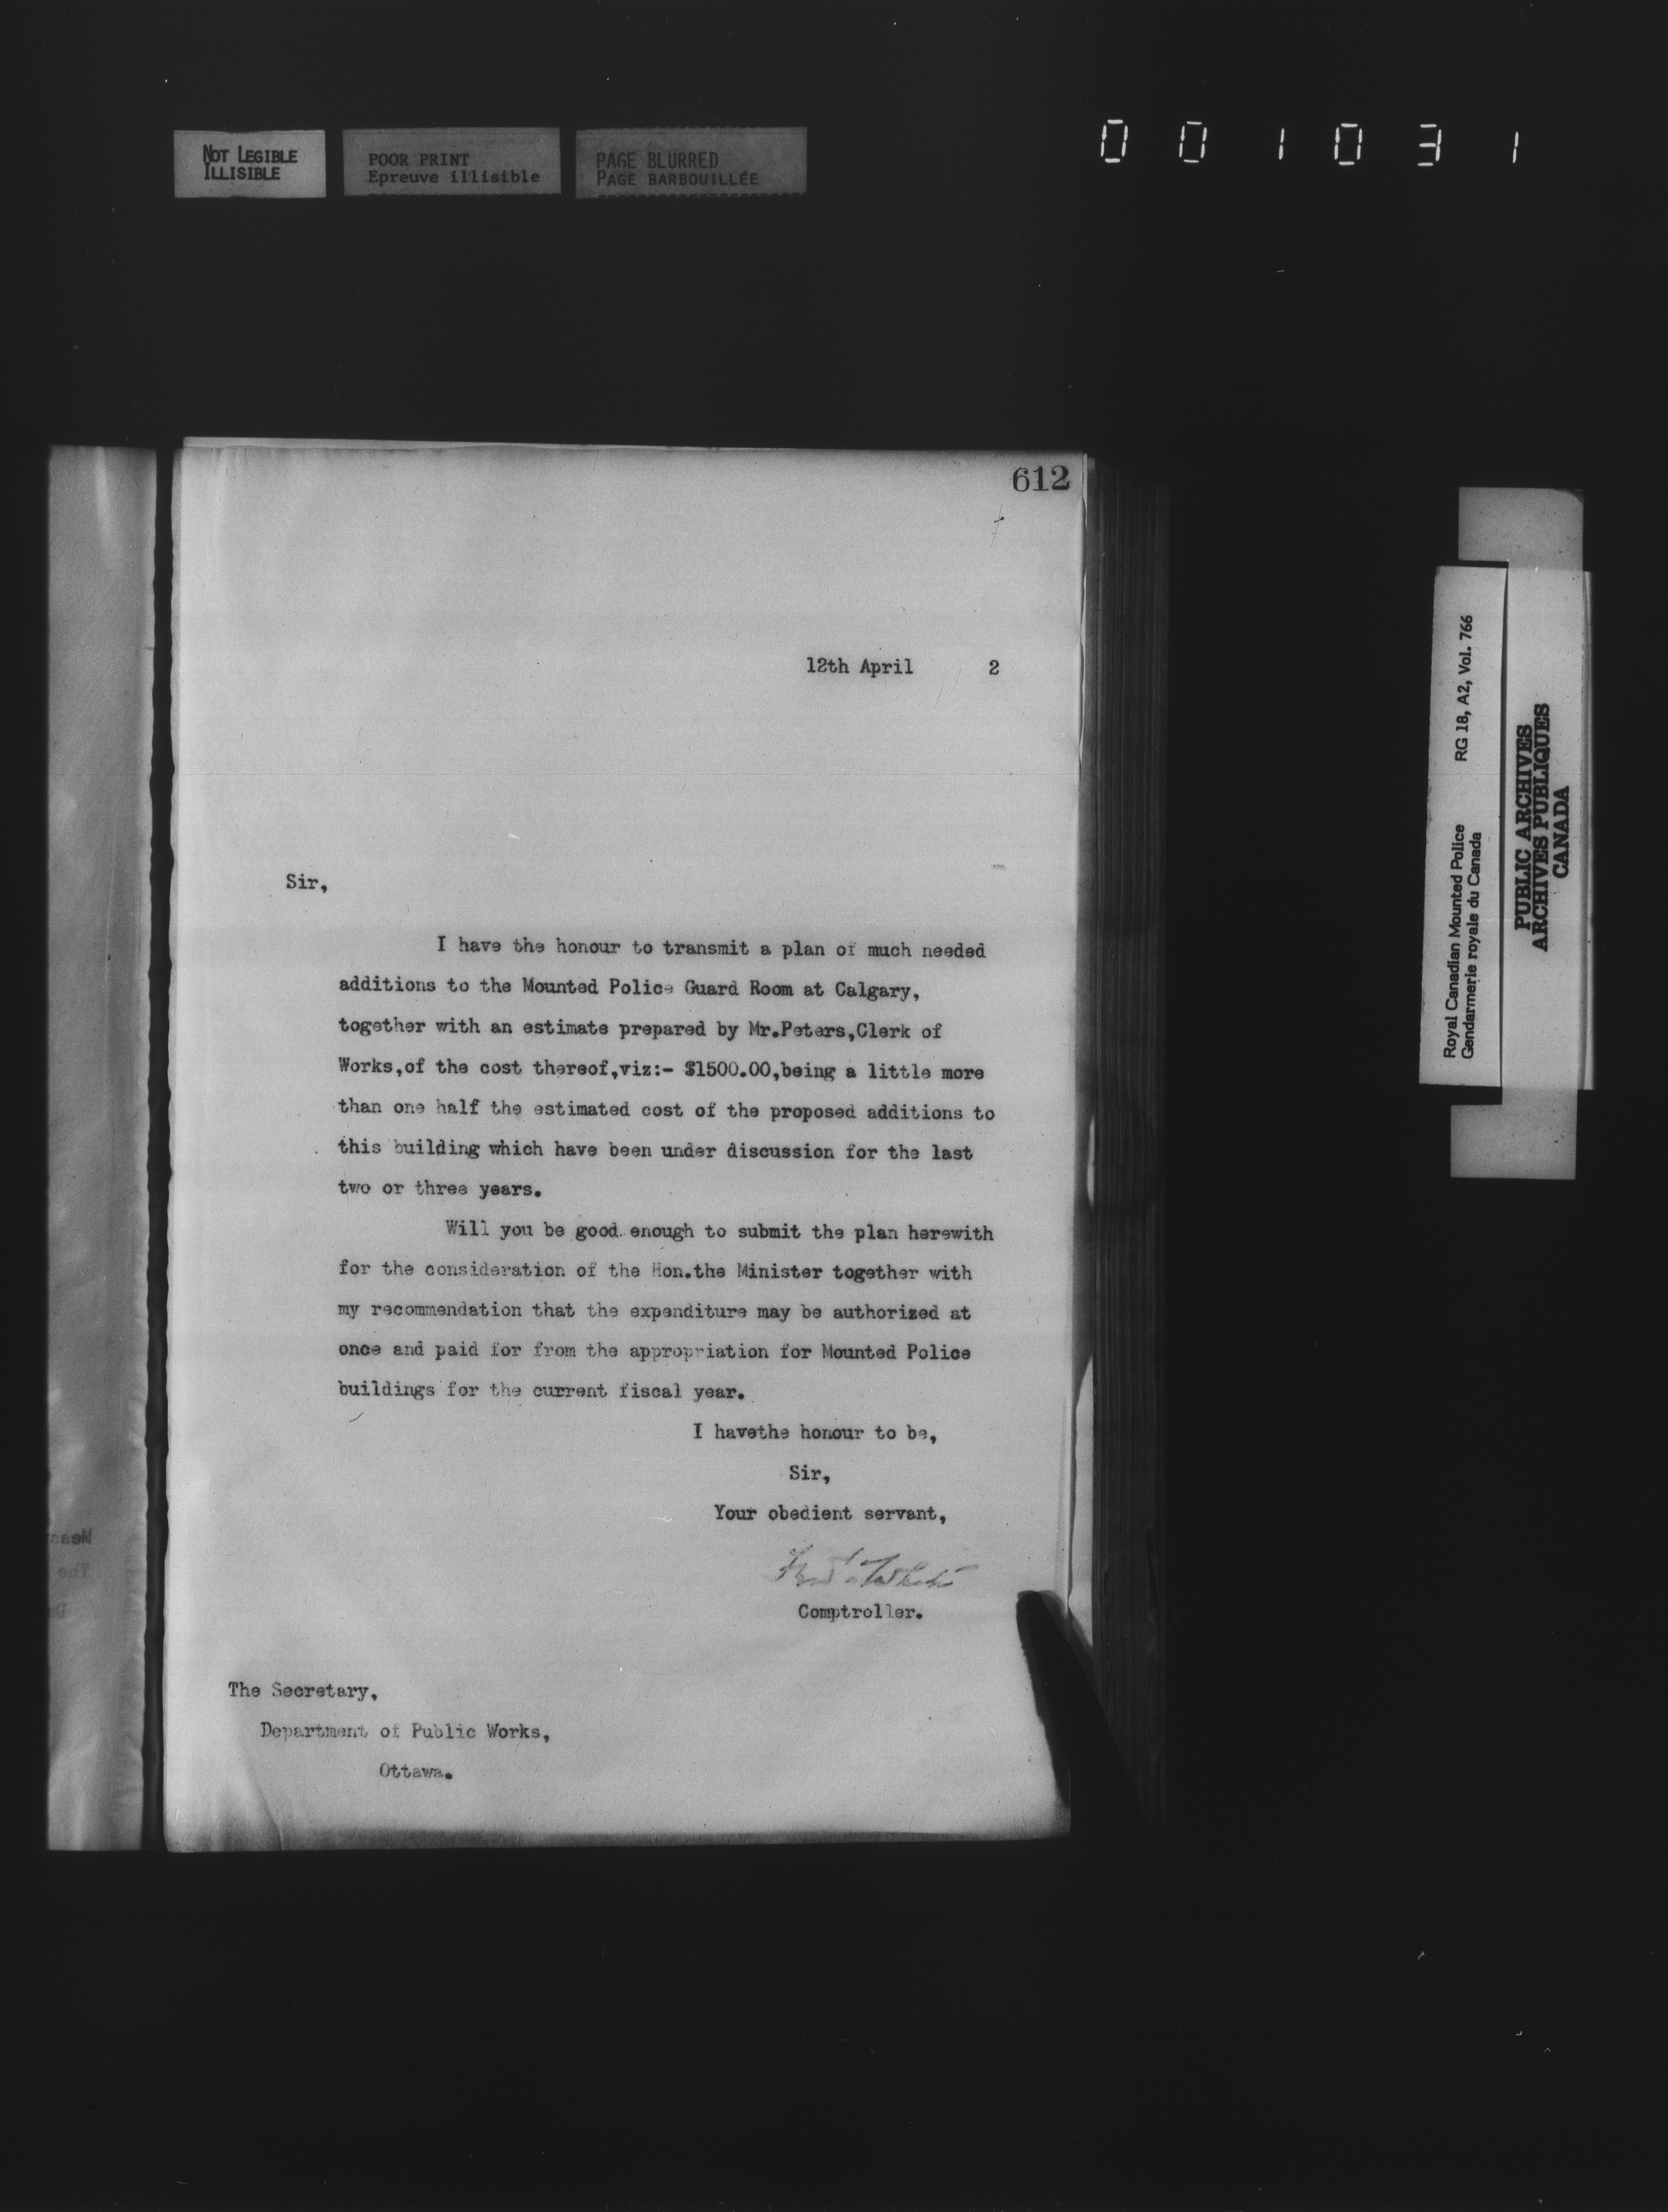 NOT LEGIBLE
ILLISIBLE
POOR PRINT
Epreuve illisible
PAGE BLURRED
PAGE BARBOUILLÉE
0 0 1 0 3 1
612
12th April 2
Sir,
I have the honour to transmit a plan of much needed
additions to the Mounted Police Guard Room at Calgary,
together with an estimate prepared by Mr.Peters,Clerk of
Works,of the cost thereof,viz:- $1500.00,being a little more
than one half the estimated cost of the proposed additions to
this building which have been under discussion for the last
two or three years.
Will you be good enough to submit the plan herewith
for the consideration of the Hon.the Minister together with
my recommendation that the expenditure may be authorized at
once and paid for from the appropriation for Mounted Police
buildings for the current fiscal year.
I havethe honour to be,
Sir,
Your obedient servant,
Fred White
Comptroller.
The Secretary,
Department of Public Works,
Ottawa.
Royal Canadian Mounted Police RG 18, A2, Vol. 766
Gendarmerie royale du Canada
PUBLIC ARCHIVES
ARCHIVES PUBLIQUES
CANADA